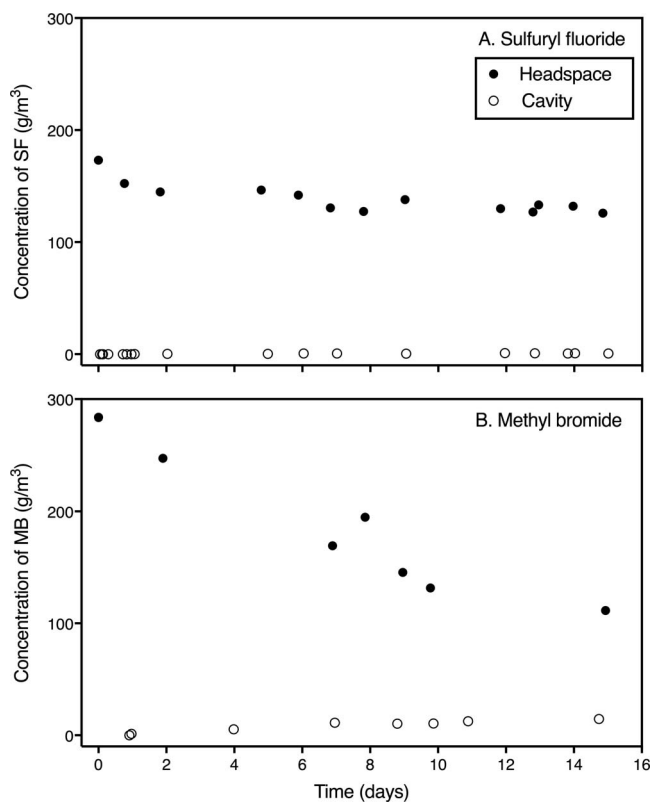 300
A. Sulfuryl fluoride
Headspace
Cavity
200
100
0
Concentration of SF (g/m³)
300
B. Methyl bromide
200
100
0
Concentration of MB (g/m³)
0 2 4 6 8 10 12 14 16
Time (days)